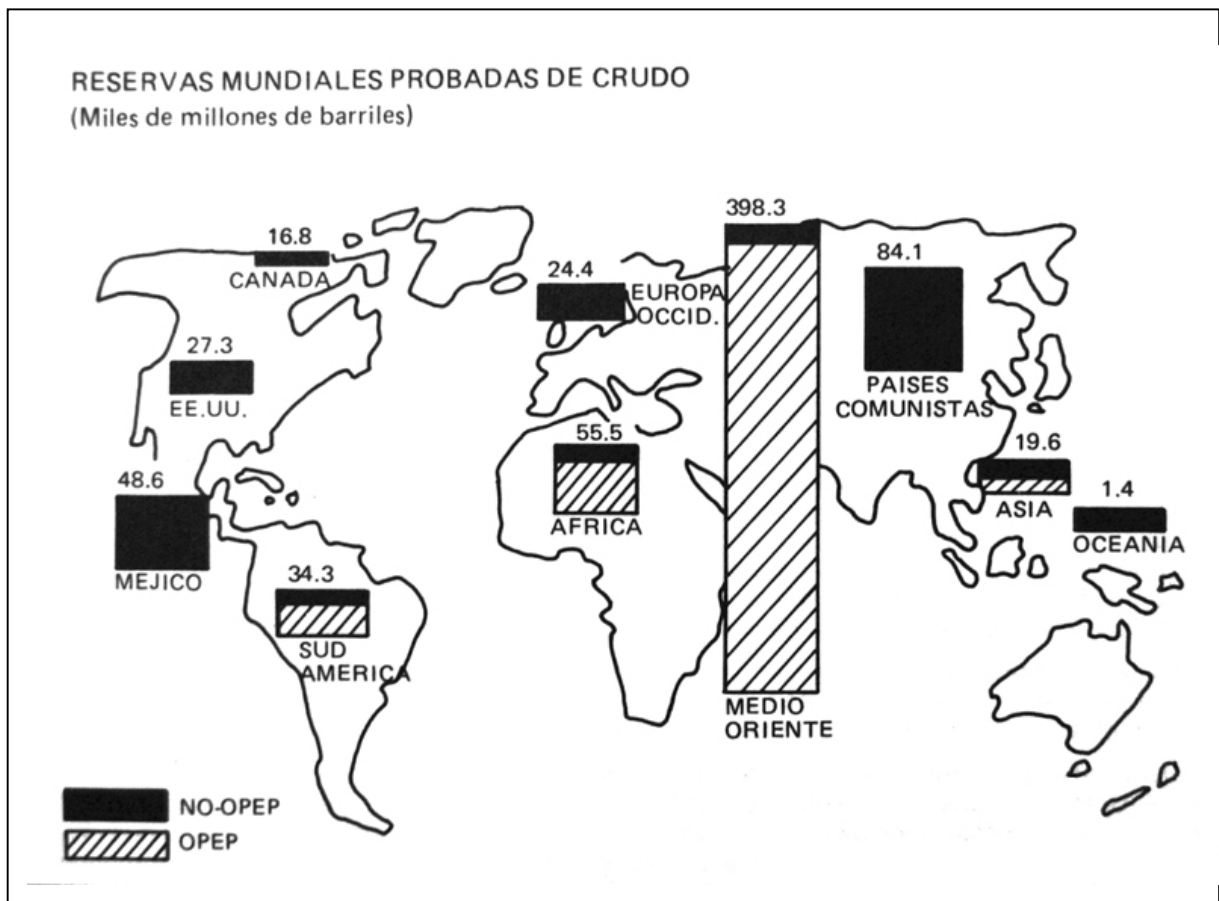 RESERVAS MUNDIALES PROBADAS DE CRUDO
(Miles de millones de barriles)
398.3
16.8
CANADA
24.4
EUROPA
OCCID.
84.1
PAISES
COMUNISTAS
27.3
EE.UU.
55.5
AFRICA
19.6
ASIA
1.4
OCEANIA
48.6
MEJICO
34.3
SUD
AMERICA
MEDIO
ORIENTE
NO-OPEP
OPEP